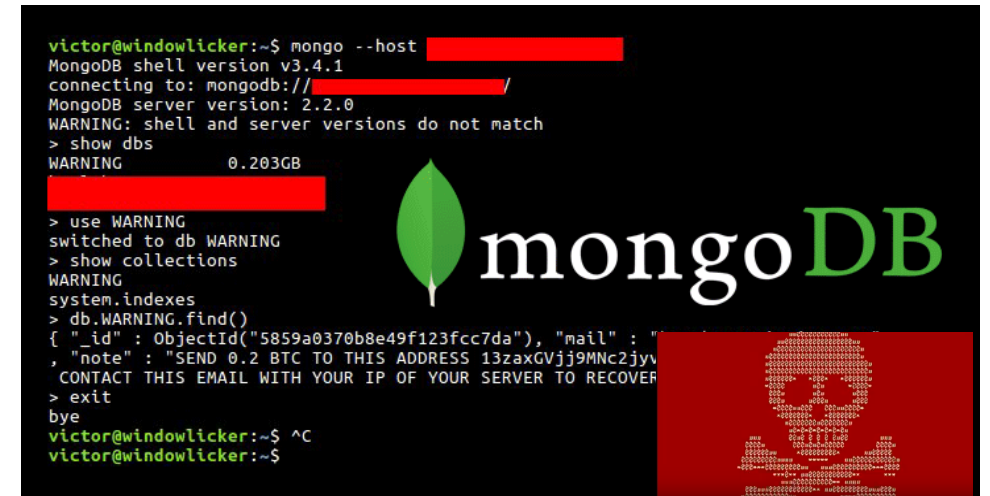 victor@windowlicker:~$ mongo --host
MongoDB shell version v3.4.1
connecting to: mongodb:// /
MongoDB server version: 2.2.0
WARNING: shell and server versions do not match
> show dbs
WARNING 0.203GB
> use WARNING
switched to db WARNING
> show collections
WARNING
system.indexes
> db.WARNING.find()
{ "_id" : ObjectId("5859a0370b8e49f123fcc7da"), "mail" :
, "note" : "SEND 0.2 BTC TO THIS ADDRESS 13zaxGVjj9MNc2jyv
CONTACT THIS EMAIL WITH YOUR IP OF YOUR SERVER TO RECOVER
> exit
bye
victor@windowlicker:~$ ^C
victor@windowlicker:~$
mongoDB